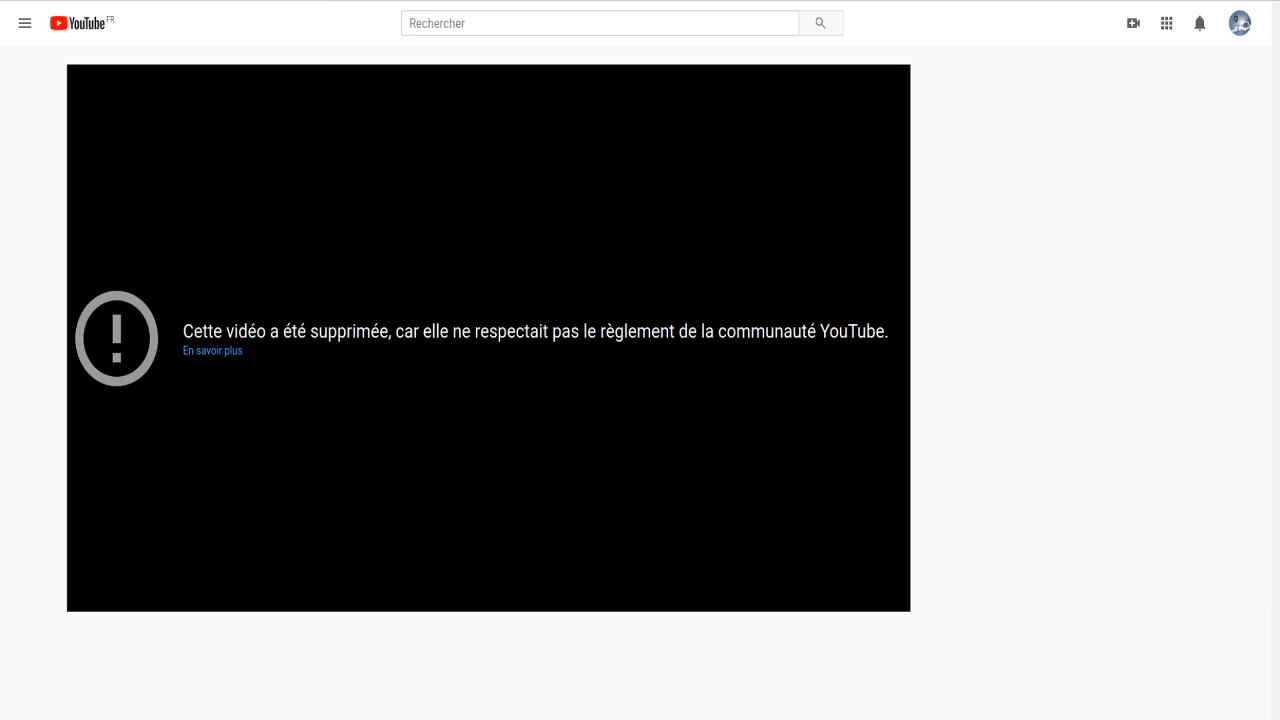 YouTube FR
Rechercher
Cette vidéo a été supprimée, car elle ne respectait pas le règlement de la communauté YouTube.
En savoir plus